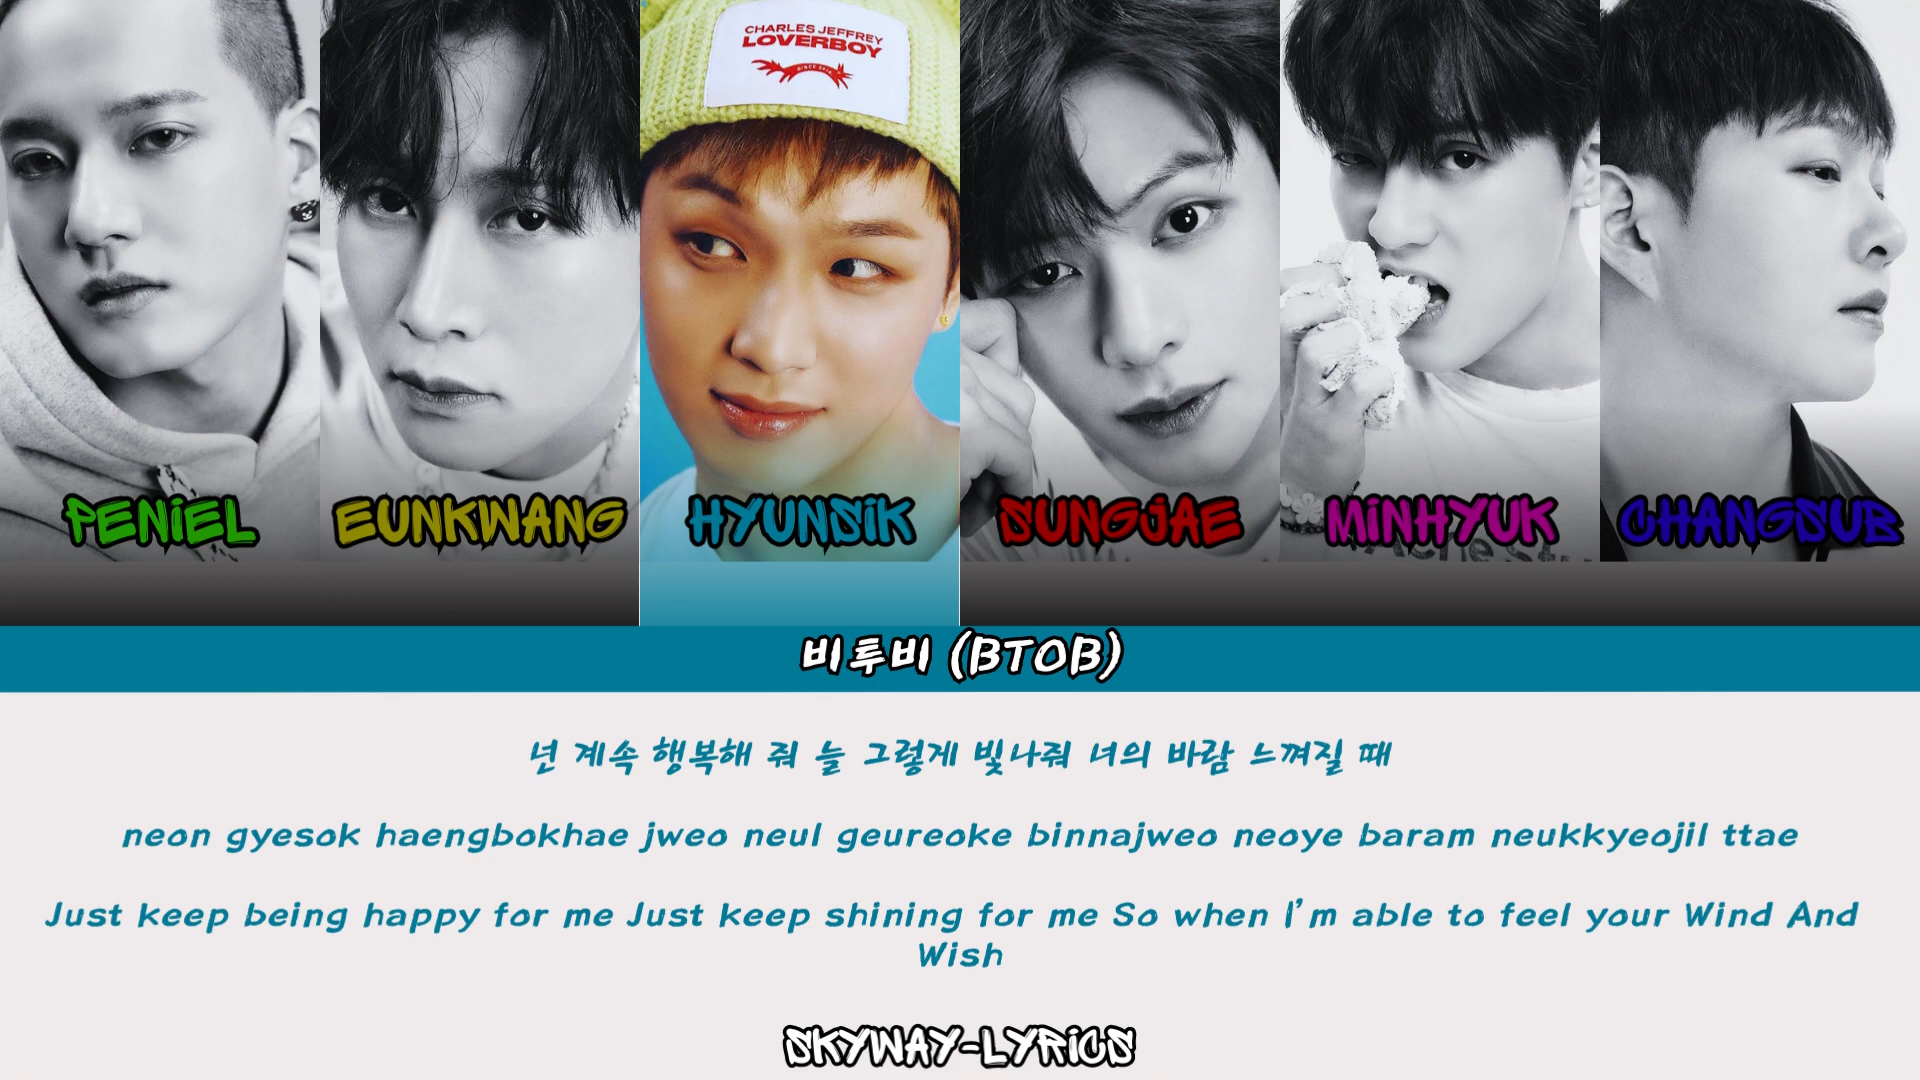 CHARLES JEFFREY
LOVERBOY
PENIEL
EUNKWANG
HYUNSIK
SUNGJAE
MINHYUK
CHANGSUB
비투비 (BTOB)
넌 계속 행복해 줘 늘 그렇게 빛나줘 너의 바람 느껴질 때
neon gyesok haengbokhae jweo neul geureoke binnajweo neoye baram neukkyeojil ttae
Just keep being happy for me Just keep shining for me So when I'm able to feel your Wind And
Wish
SKYWAY-LYRICS